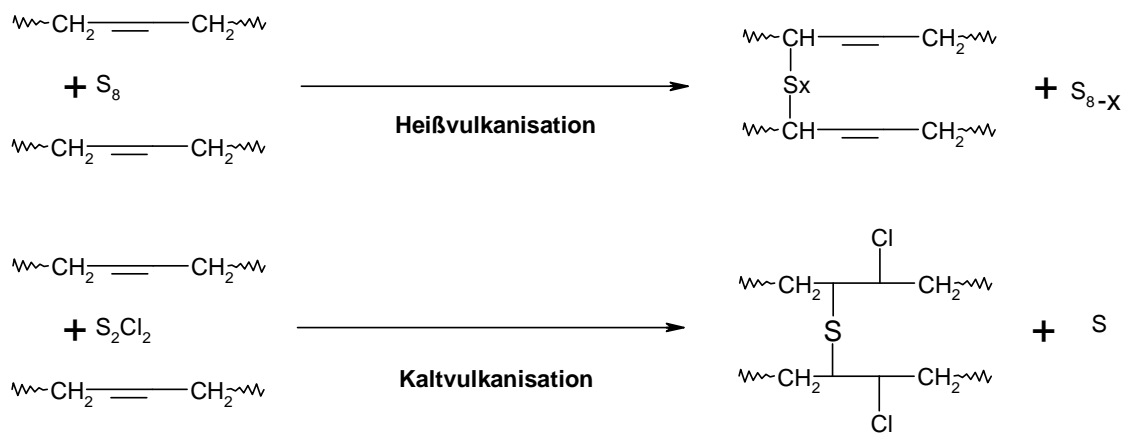 CH2 CH2
+ S8
CH2 CH2
Heißvulkanisation
CH CH2
Sx
CH CH2
+ S8-x
CH2 CH2
+ S2Cl2
CH2 CH2
Kaltvulkanisation
Cl
CH2 CH2
S
CH2 CH2
Cl
+ S